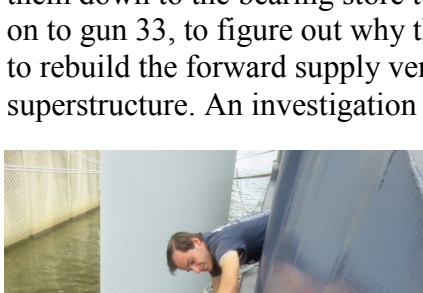 them down to the bearing store t
on to gun 33, to figure out why t
to rebuild the forward supply ver
superstructure. An investigation